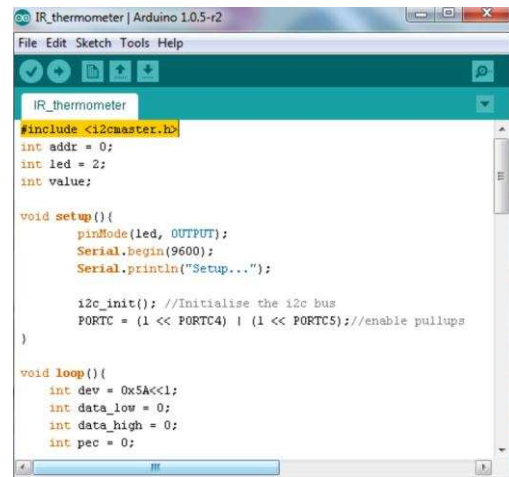 IR_thermometer | Arduino 1.0.5-r2
File Edit Sketch Tools Help
IR_thermometer
#include <i2cmaster.h>
int addr = 0;
int led = 2;
int value;
void setup(){
pinMode(led, OUTPUT);
Serial.begin(9600);
Serial.println("Setup...");
i2c_init(); //Initialise the i2c bus
PORTC = (1 << PORTC4) | (1 << PORTC5);//enable pullups
}
void loop(){
int dev = 0x5A<<1;
int data_low = 0;
int data_high = 0;
int pec = 0;